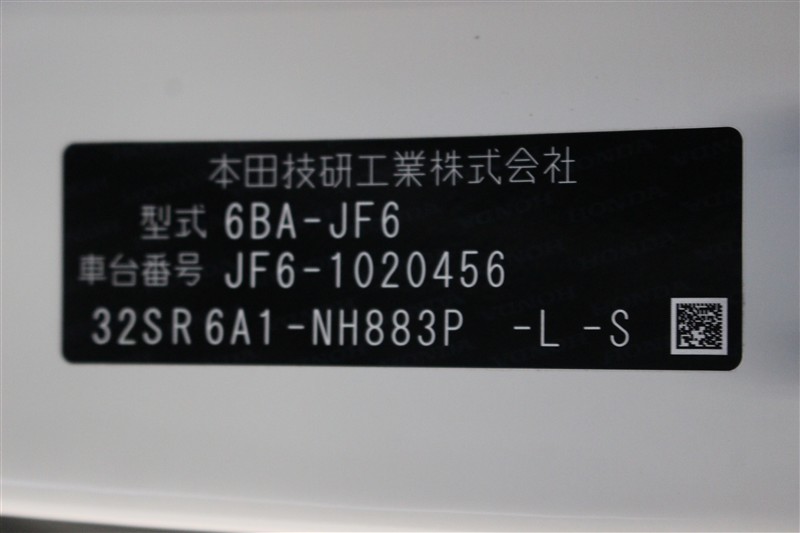 本田技研工業株式会社
型式 6BA-JF6
車台番号 JF6-1020456
32SR6A1-NH883P -L -S